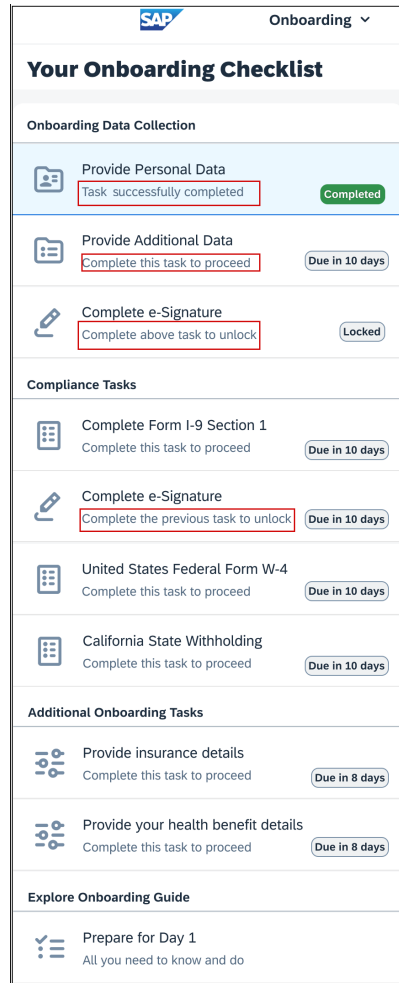 SAP
Onboarding
Your Onboarding Checklist
Onboarding Data Collection
Provide Personal Data
Task successfully completed
Completed
Provide Additional Data
Complete this task to proceed
Due in 10 days
Complete e-Signature
Complete above task to unlock
Locked
Compliance Tasks
Complete Form I-9 Section 1
Complete this task to proceed
Due in 10 days
Complete e-Signature
Complete the previous task to unlock
Due in 10 days
United States Federal Form W-4
Complete this task to proceed
Due in 10 days
California State Withholding
Complete this task to proceed
Due in 10 days
Additional Onboarding Tasks
Provide insurance details
Complete this task to proceed
Due in 8 days
Provide your health benefit details
Complete this task to proceed
Due in 8 days
Explore Onboarding Guide
Prepare for Day 1
All you need to know and do